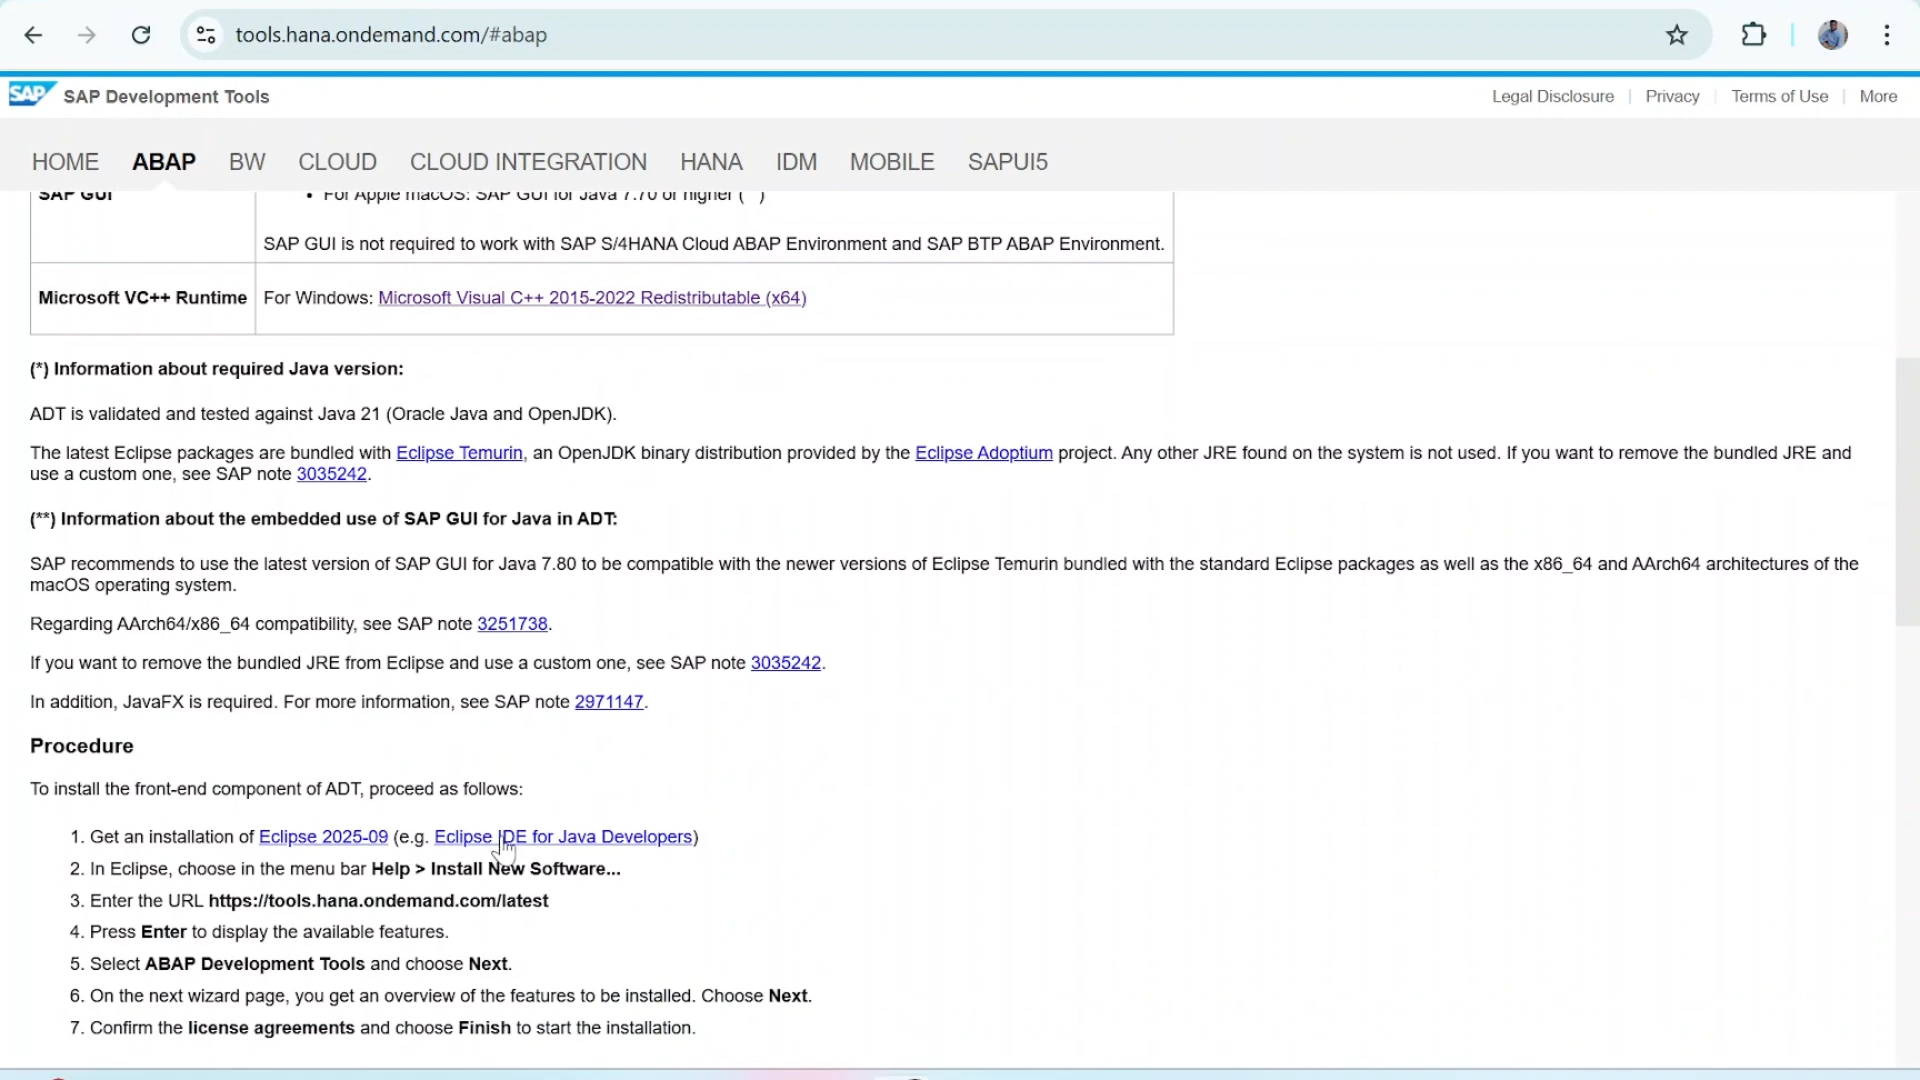 tools.hana.ondemand.com/#abap
SAP SAP Development Tools
Legal Disclosure | Privacy | Terms of Use | More
HOME ABAP BW CLOUD CLOUD INTEGRATION HANA IDM MOBILE SAPUI5
SAP GUI
• For Apple macOS: SAP GUI for Java 7.70 or higher (**)
SAP GUI is not required to work with SAP S/4HANA Cloud ABAP Environment and SAP BTP ABAP Environment.
Microsoft VC++ Runtime
For Windows: Microsoft Visual C++ 2015-2022 Redistributable (x64)
(*) Information about required Java version:
ADT is validated and tested against Java 21 (Oracle Java and OpenJDK).
The latest Eclipse packages are bundled with Eclipse Temurin, an OpenJDK binary distribution provided by the Eclipse Adoptium project. Any other JRE found on the system is not used. If you want to remove the bundled JRE and
use a custom one, see SAP note 3035242.
(**) Information about the embedded use of SAP GUI for Java in ADT:
SAP recommends to use the latest version of SAP GUI for Java 7.80 to be compatible with the newer versions of Eclipse Temurin bundled with the standard Eclipse packages as well as the x86_64 and AArch64 architectures of the
macOS operating system.
Regarding AArch64/x86_64 compatibility, see SAP note 3251738.
If you want to remove the bundled JRE from Eclipse and use a custom one, see SAP note 3035242.
In addition, JavaFX is required. For more information, see SAP note 2971147.
Procedure
To install the front-end component of ADT, proceed as follows:
1. Get an installation of Eclipse 2025-09 (e.g. Eclipse IDE for Java Developers)
2. In Eclipse, choose in the menu bar Help > Install New Software...
3. Enter the URL https://tools.hana.ondemand.com/latest
4. Press Enter to display the available features.
5. Select ABAP Development Tools and choose Next.
6. On the next wizard page, you get an overview of the features to be installed. Choose Next.
7. Confirm the license agreements and choose Finish to start the installation.